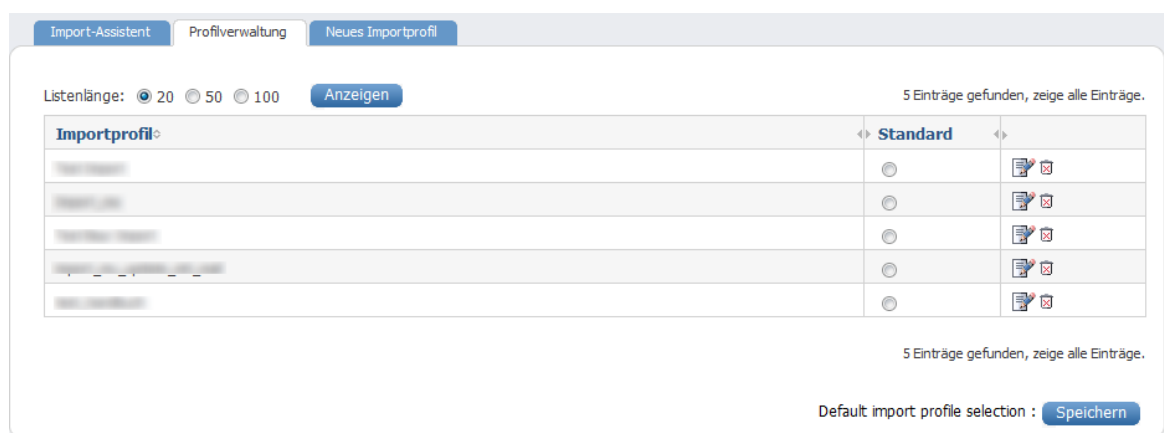 Import-Assistent Profilverwaltung Neues Importprofil
Listenlänge: 20 50 100 Anzeigen 5 Einträge gefunden, zeige alle Einträge.
Importprofil Standard
5 Einträge gefunden, zeige alle Einträge.
Default import profile selection : Speichern